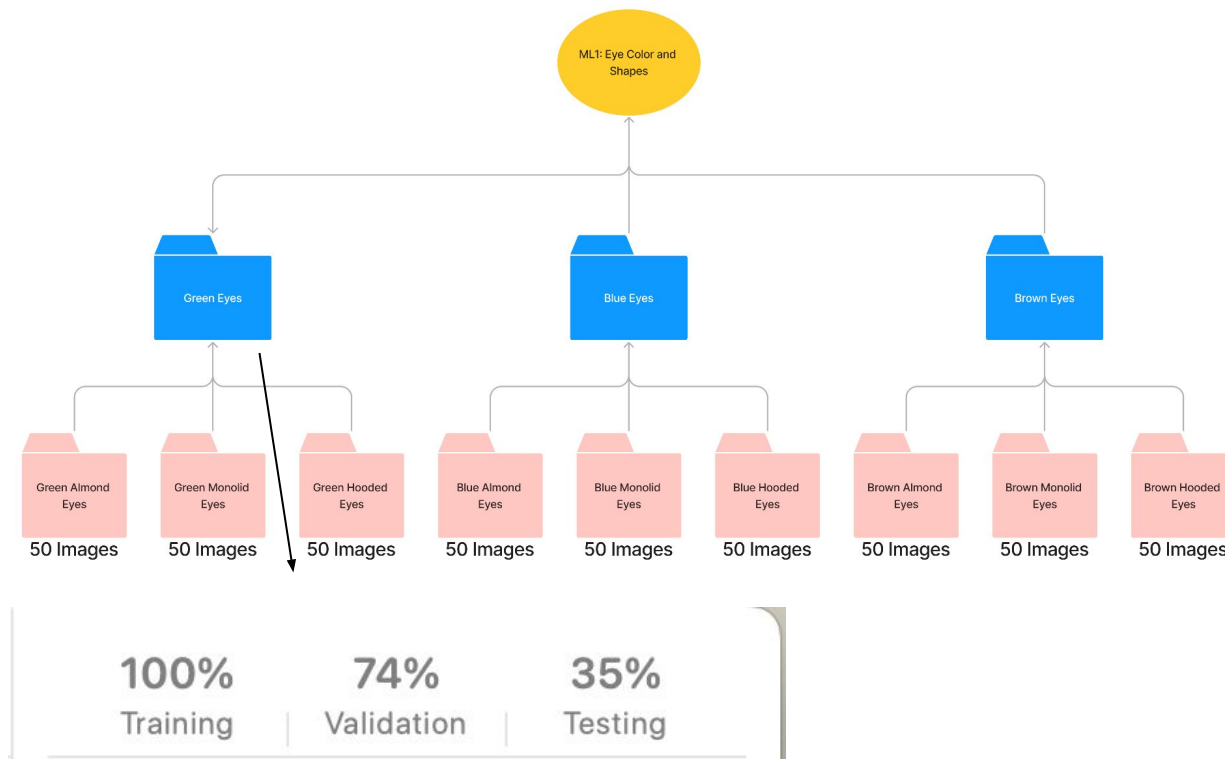 ML1: Eye Color and
Shapes
Green Eyes
Blue Eyes
Brown Eyes
Green Almond
Eyes
Green Monolid
Eyes
Green Hooded
Eyes
Blue Almond
Eyes
Blue Monolid
Eyes
Blue Hooded
Eyes
Brown Almond
Eyes
Brown Monolid
Eyes
Brown Hooded
Eyes
50 Images
50 Images
50 Images
50 Images
50 Images
50 Images
50 Images
50 Images
50 Images
100%
Training
74%
Validation
35%
Testing